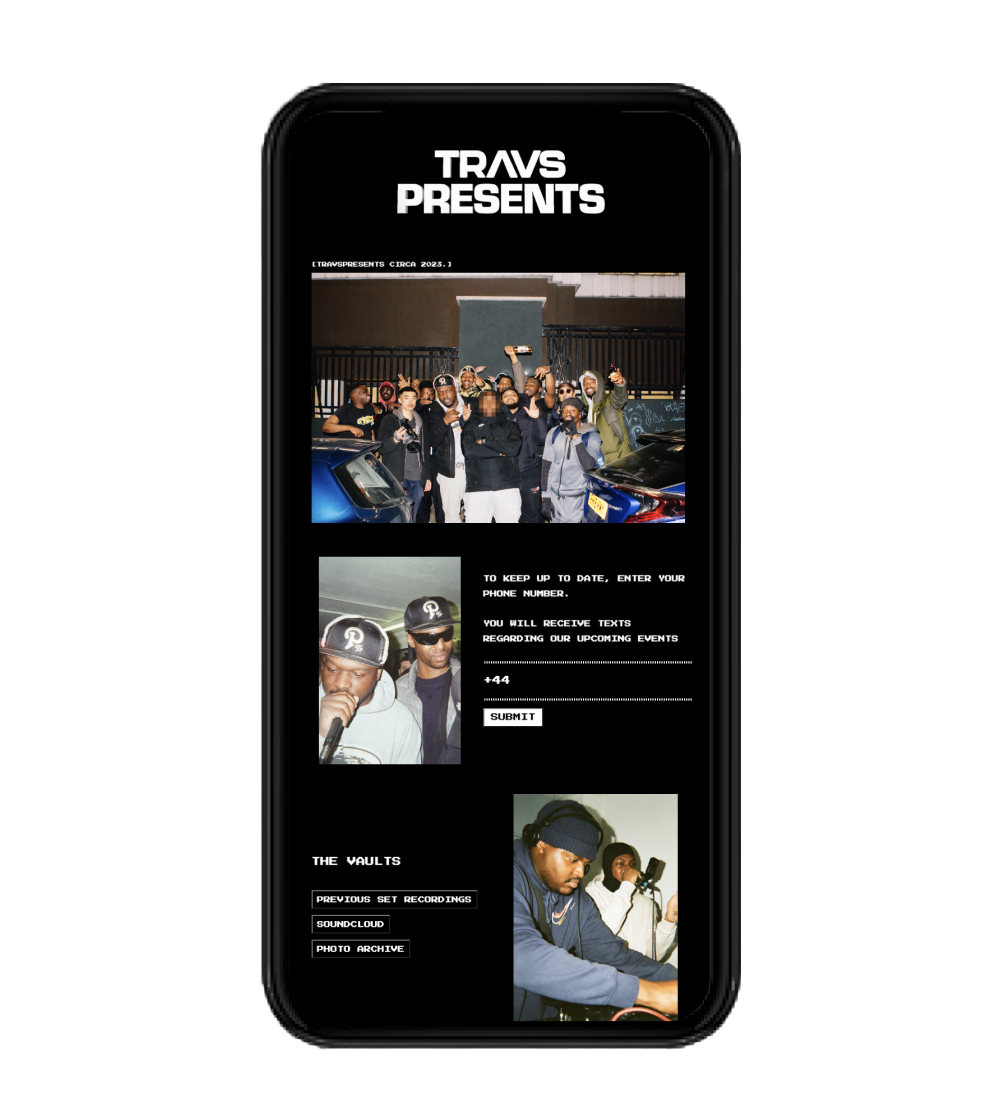 TRAVS
PRESENTS
[TRAVSPRESENTS CIRCA 2023.]
TO KEEP UP TO DATE, ENTER YOUR
PHONE NUMBER.
YOU WILL RECEIVE TEXTS
REGARDING OUR UPCOMING EVENTS
+44
SUBMIT
THE VAULTS
PREVIOUS SET RECORDINGS
SOUNDCLOUD
PHOTO ARCHIVE